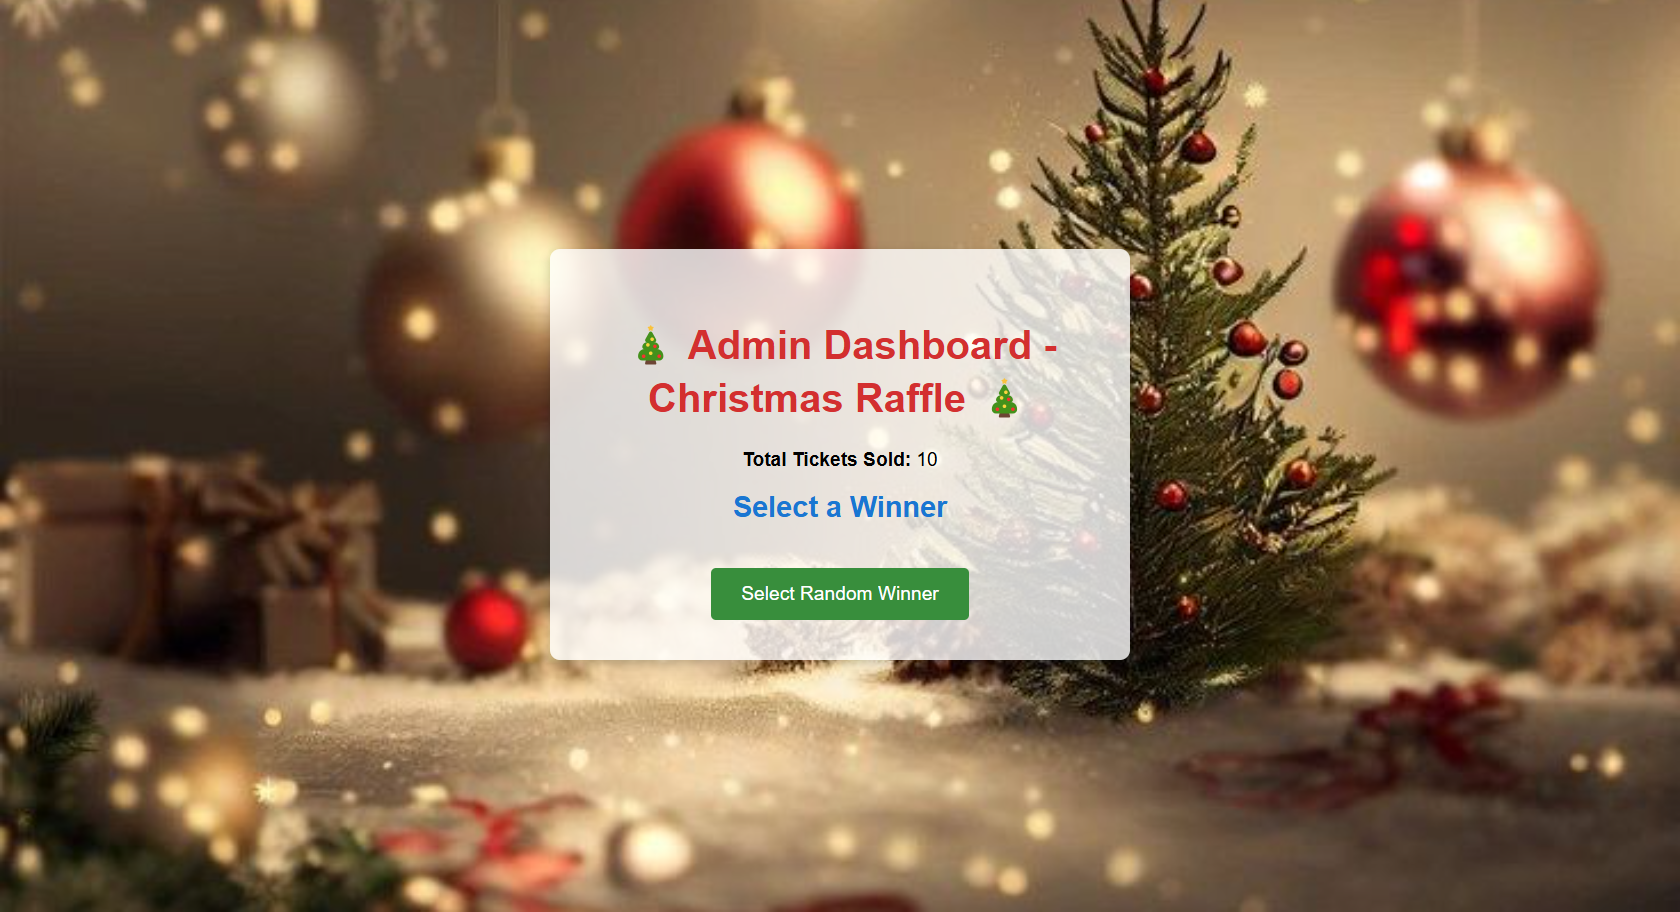 🎄 Admin Dashboard -
Christmas Raffle 🎄
Total Tickets Sold: 10
Select a Winner
Select Random Winner